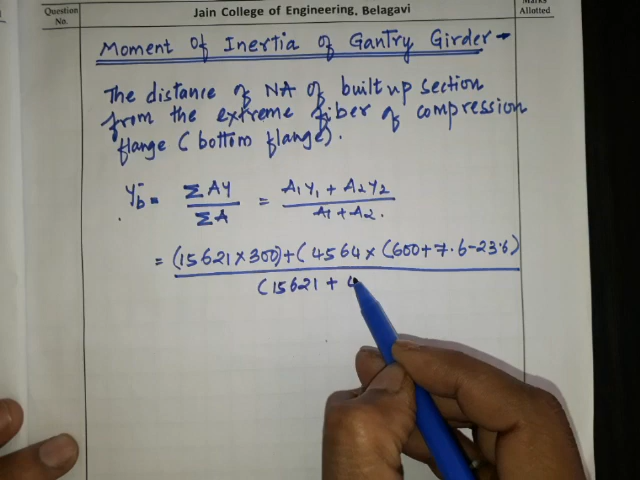 Question No.
Jain College of Engineering, Belagavi
Marks Allotted
Moment of Inertia of Gantry Girder →
The distance of NA of built up section
from the extreme fiber of compression
flange (bottom flange).
ȳb = ΣAY / ΣA = A1Y1 + A2Y2 / A1 + A2.
= (15621×300)+(4564×(600+7.6-23.6) / (15621 + 4